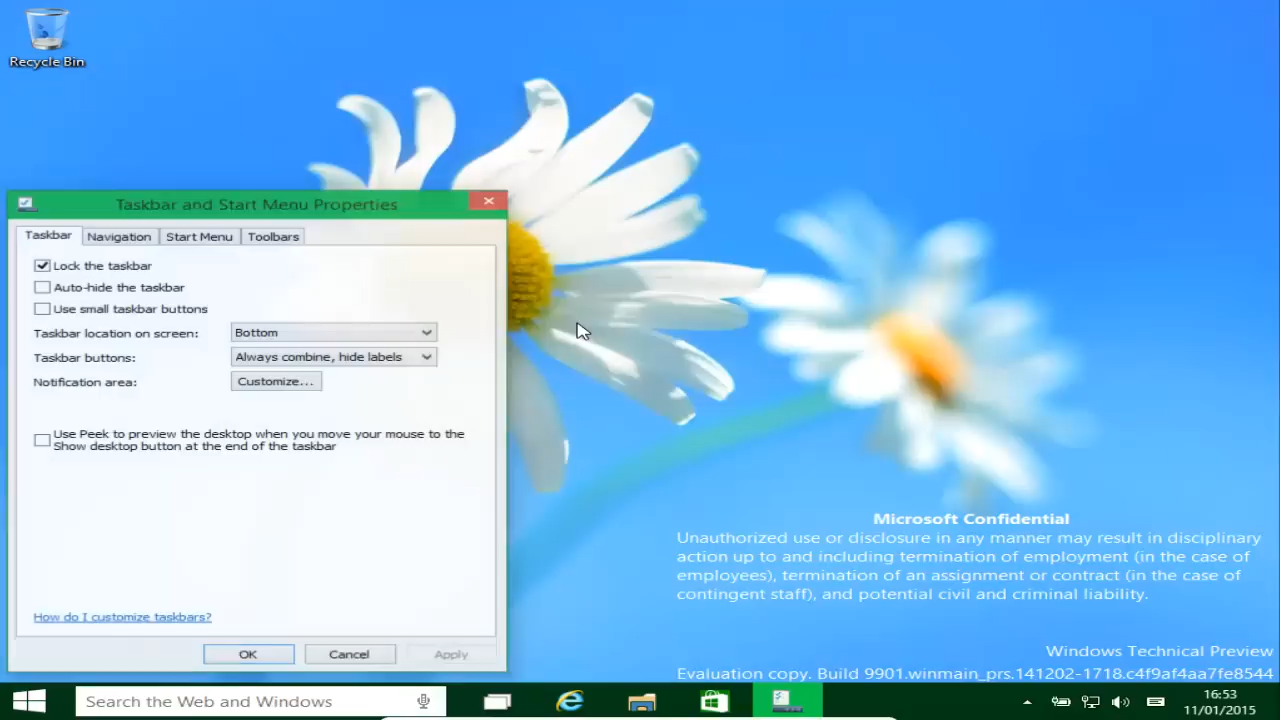 Recycle Bin
Taskbar and Start Menu Properties
Taskbar
Navigation
Start Menu
Toolbars
Lock the taskbar
Auto-hide the taskbar
Use small taskbar buttons
Taskbar location on screen:
Bottom
Taskbar buttons:
Always combine, hide labels
Notification area:
Customize...
Use Peek to preview the desktop when you move your mouse to the
Show desktop button at the end of the taskbar
How do I customize taskbars?
OK
Cancel
Apply
Microsoft Confidential
Unauthorized use or disclosure in any manner may result in disciplinary
action up to and including termination of employment (in the case of
employees), termination of an assignment or contract (in the case of
contingent staff), and potential civil and criminal liability.
Windows Technical Preview
Evaluation copy. Build 9901.winmain_prs.141202-1718.c4f9af4aa7fe8544
Search the Web and Windows
16:53
11/01/2015